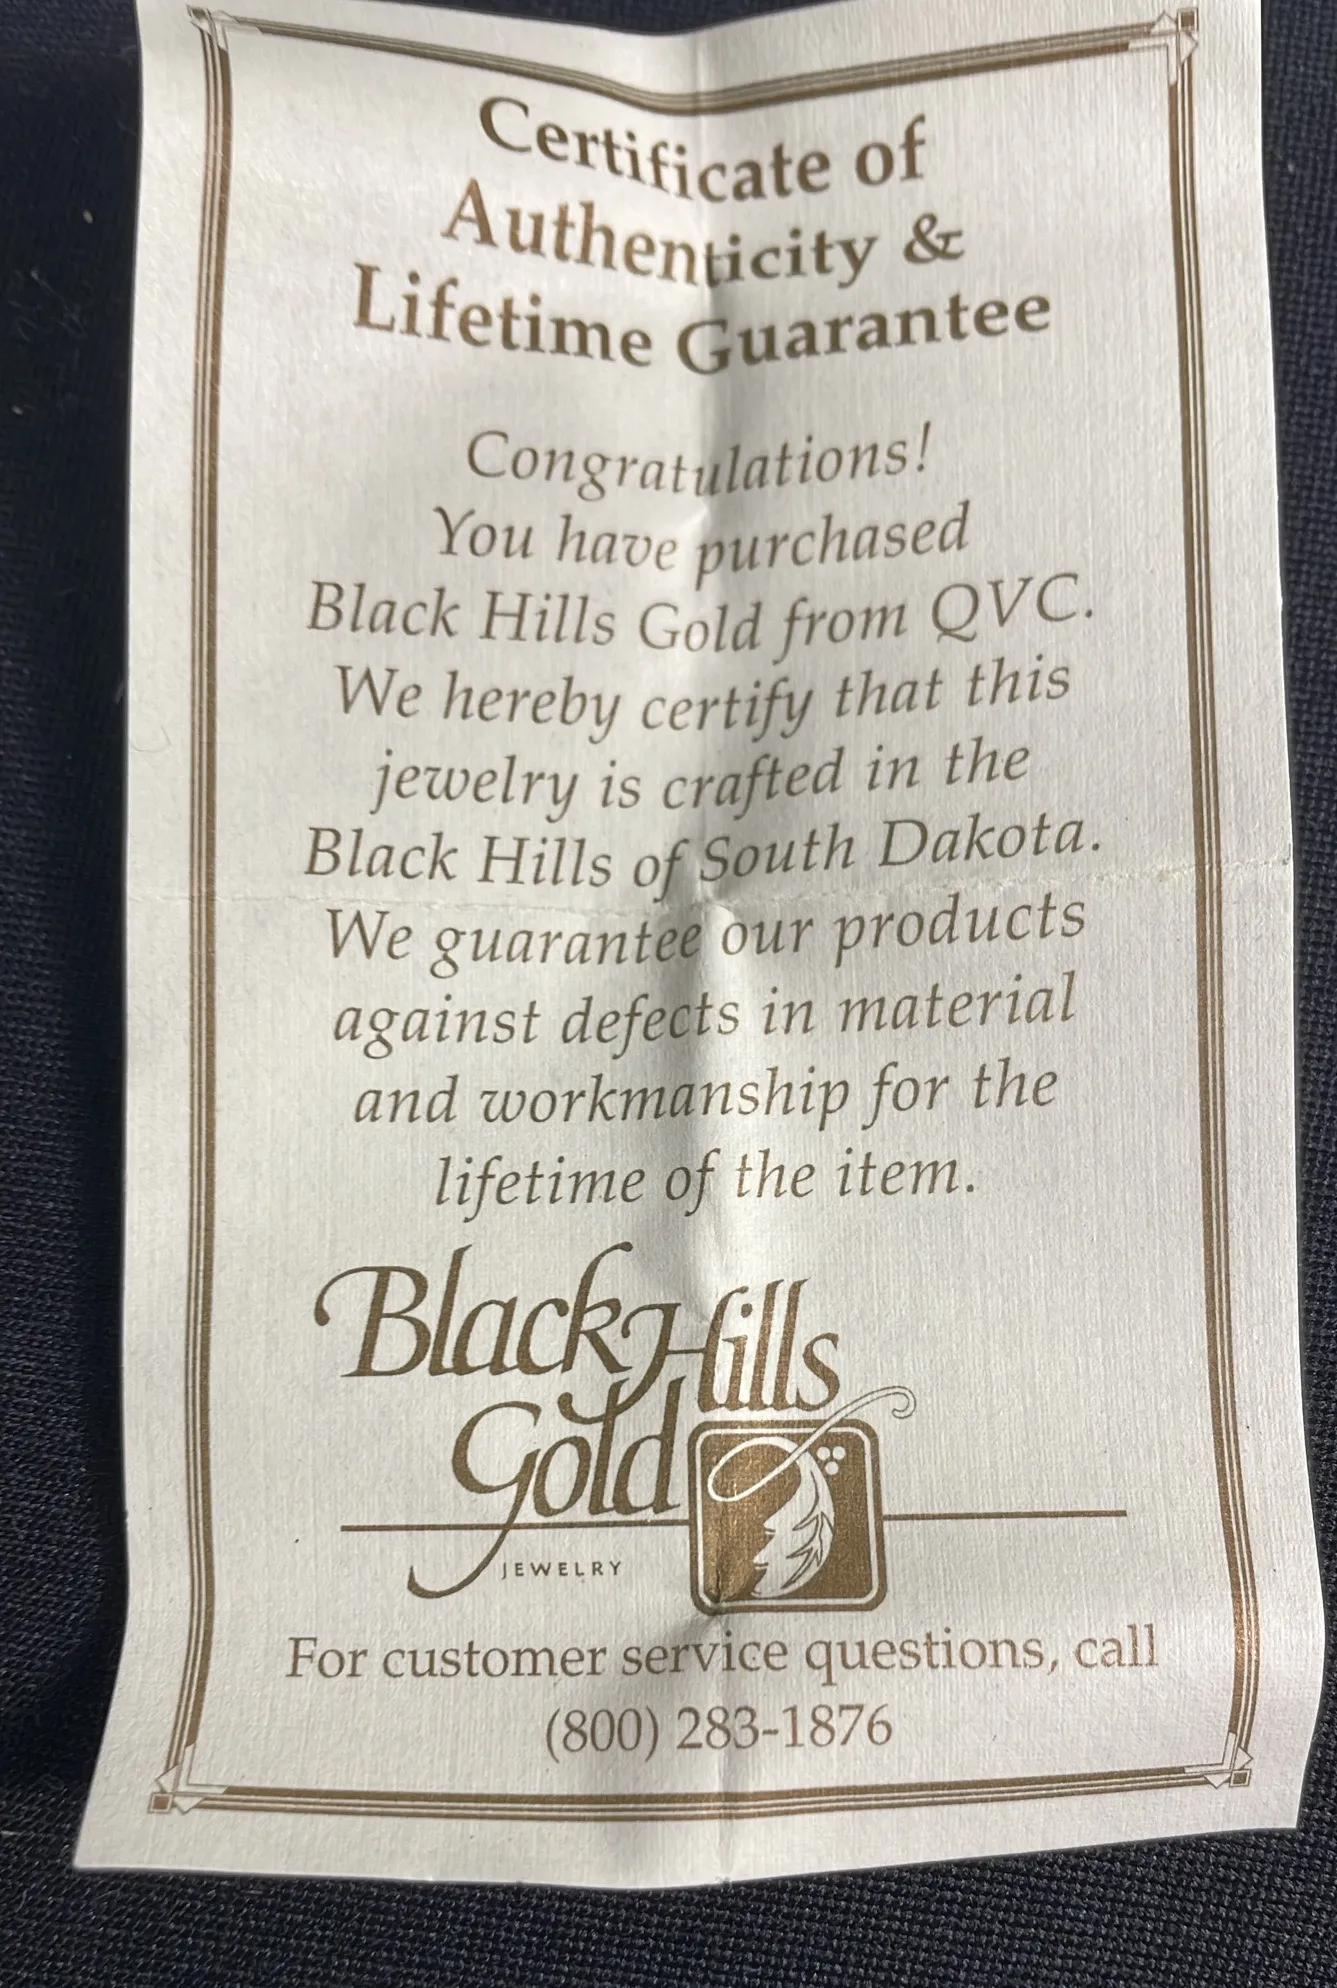 Certificate of
Authenticity &
Lifetime Guarantee
Congratulations!
You have purchased
Black Hills Gold from QVC.
We hereby certify that this
jewelry is crafted in the
Black Hills of South Dakota.
We guarantee our products
against defects in material
and workmanship for the
lifetime of the item.
Black Hills
Gold
JEWELRY
For customer service questions, call
(800) 283-1876